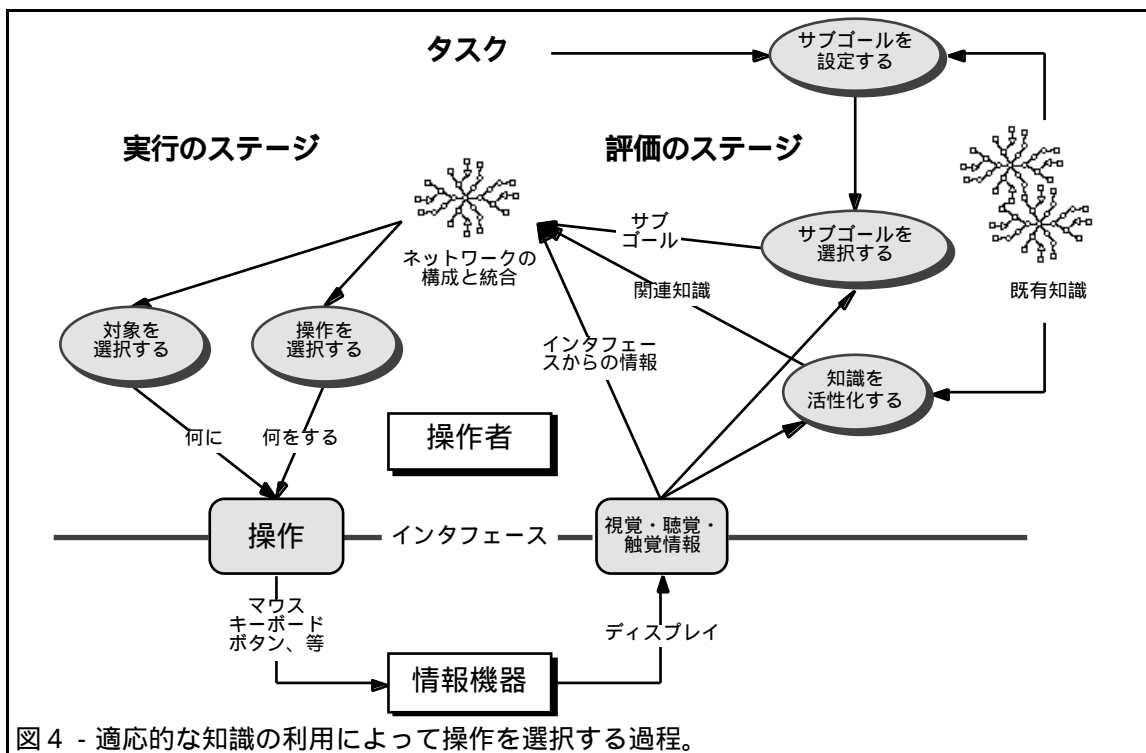 タスク
サブゴールを
設定する
実行のステージ
評価のステージ
サブ
ゴール
サブゴールを
選択する
ネットワークの
構成と統合
関連知識
既有知識
対象を
選択する
操作を
選択する
インタフェー
スからの情報
知識を
活性化する
何に
何をする
操作者
操作
インタフェース
視覚・聴覚・
触覚情報
マウス
キーボード
ボタン、等
ディスプレイ
情報機器
図４ - 適応的な知識の利用によって操作を選択する過程。